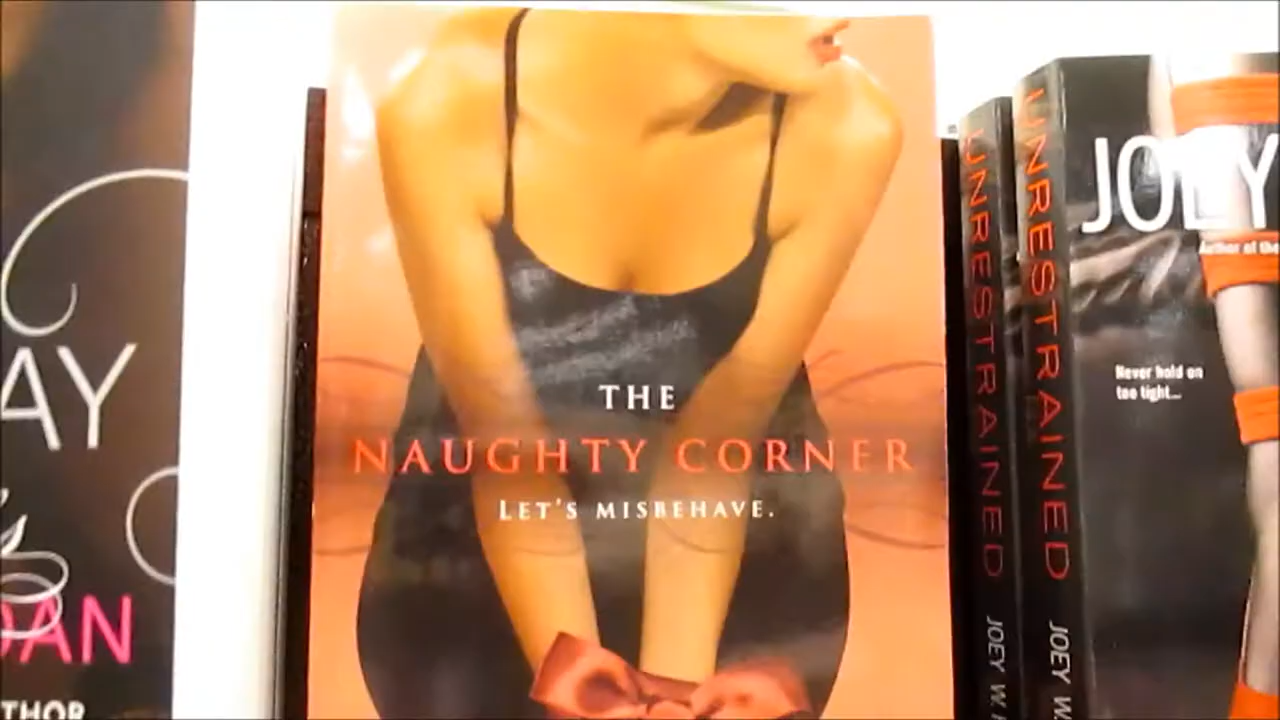 AY
DAN
THOR
THE
NAUGHTY CORNER
LET'S MISBEHAVE.
UNRESTRAINED
JOEY W.
UNRESTRAINED
JOEY W.
JOEY
Author of the
Never hold on
too tight...